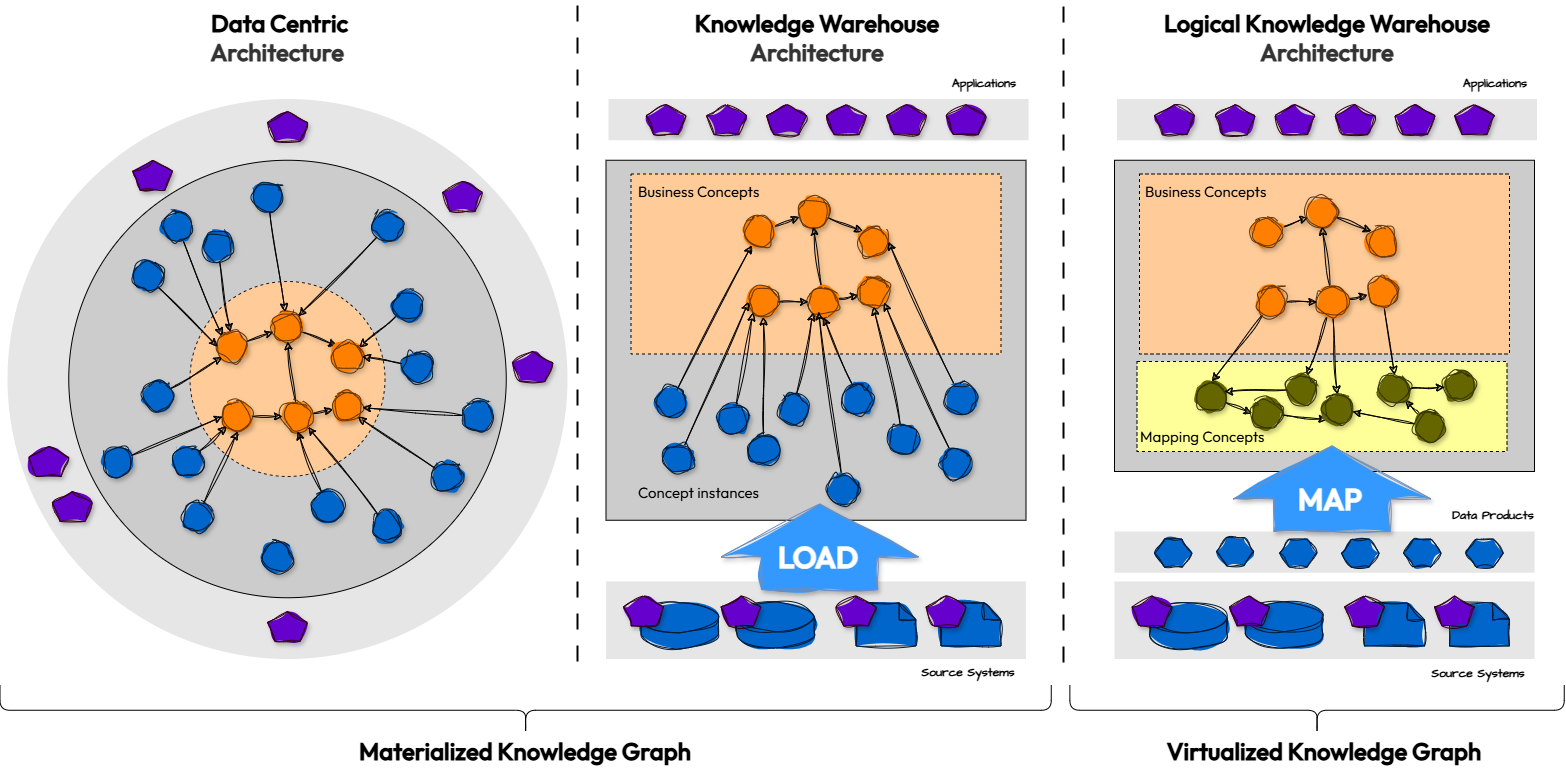 Data Centric
Architecture
Knowledge Warehouse
Architecture
Applications
Business Concepts
Concept instances
LOAD
Source Systems
Logical Knowledge Warehouse
Architecture
Applications
Business Concepts
Mapping Concepts
MAP
Data Products
Source Systems
Materialized Knowledge Graph
Virtualized Knowledge Graph